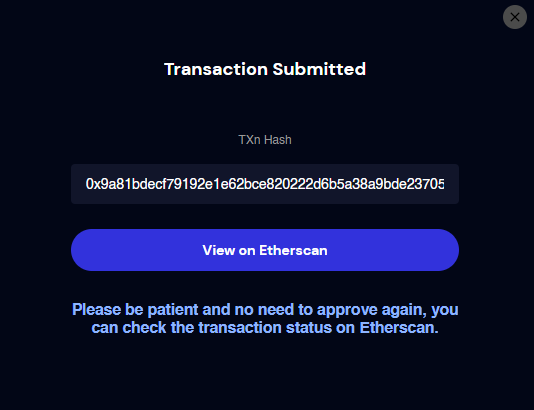 Transaction Submitted
TXn Hash
0x9a81bdecf79192e1e62bce820222d6b5a38a9bde23705
View on Etherscan
Please be patient and no need to approve again, you
can check the transaction status on Etherscan.